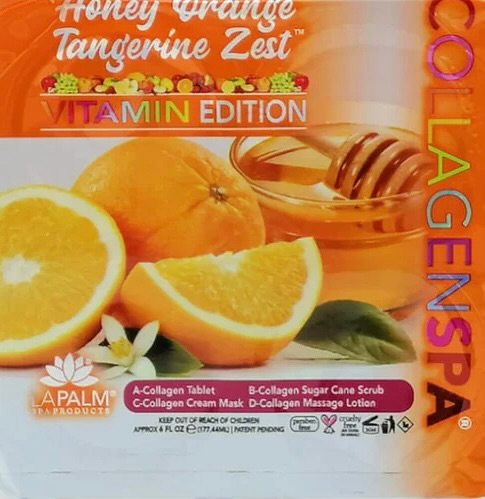 Honey Orange
Tangerine Zest™
VITAMIN EDITION
COLLAGENSPA®
LAPALM®
SPA PRODUCTS
A-Collagen Tablet B-Collagen Sugar Cane Scrub
C-Collagen Cream Mask D-Collagen Massage Lotion
KEEP OUT OF REACH OF CHILDREN
APPROX 6 FL OZ ℮ (177.44ML) | PATENT PENDING
paraben
free
cruelty
free